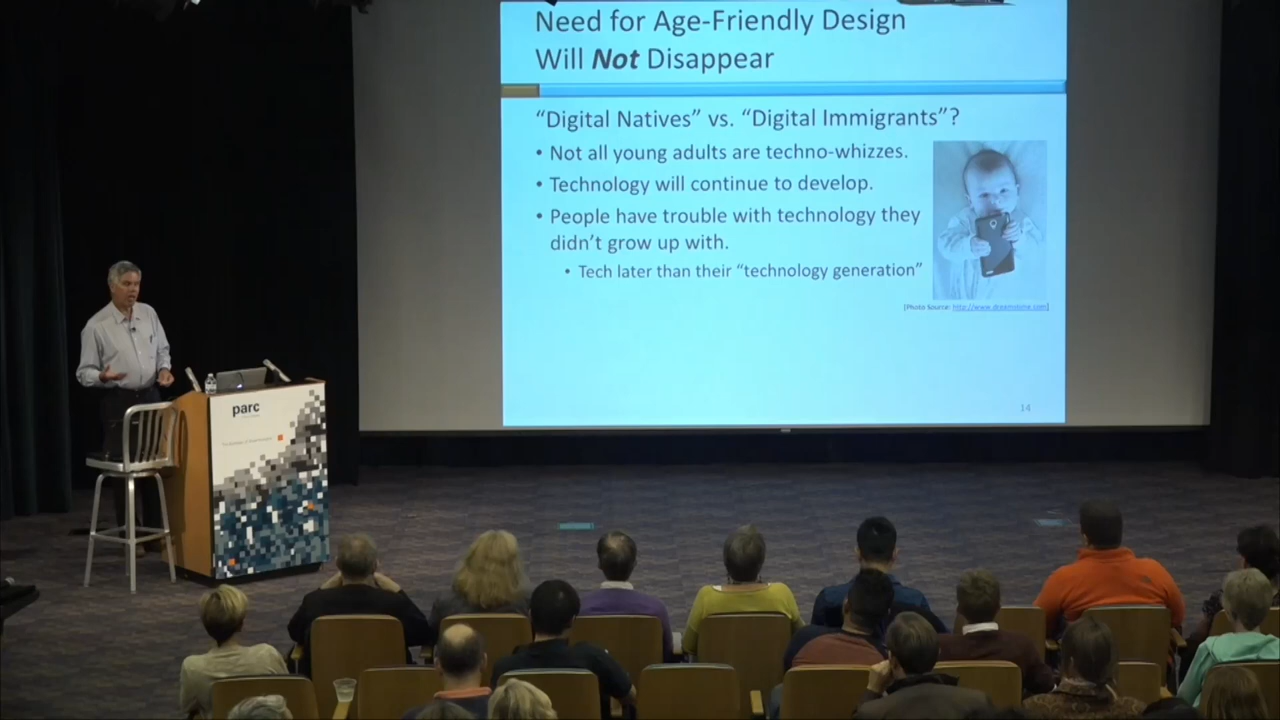 Need for Age-Friendly Design
Will Not Disappear
“Digital Natives” vs. “Digital Immigrants”?
• Not all young adults are techno-whizzes.
• Technology will continue to develop.
• People have trouble with technology they
didn’t grow up with.
• Tech later than their “technology generation”
[Photo Source: http://www.dreamstime.com]
14
parc